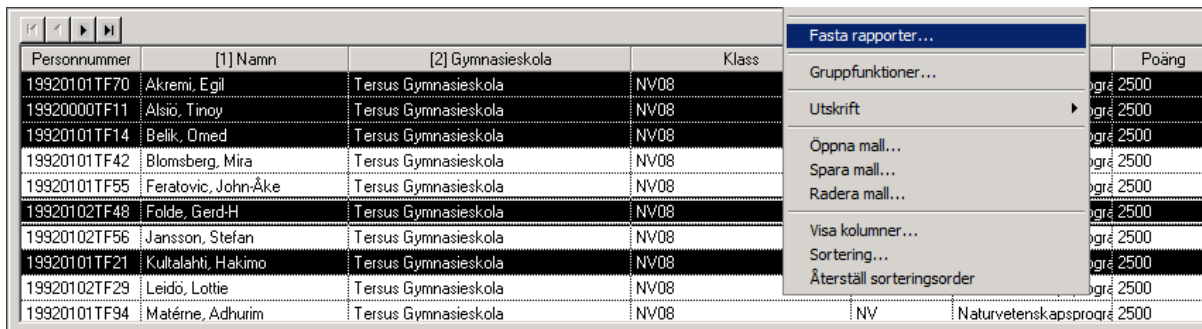 Personnummer [1] Namn [2] Gymnasieskola Klass Poäng
19920101TF70 Akremi, Egil Tersus Gymnasieskola NV08 2500
19920000TF11 Alsiö, Tinoy Tersus Gymnasieskola NV08 2500
19920101TF14 Belik, Omed Tersus Gymnasieskola NV08 2500
19920101TF42 Blomsberg, Mira Tersus Gymnasieskola NV08 2500
19920101TF55 Feratovic, John-Åke Tersus Gymnasieskola NV08 2500
19920102TF48 Folde, Gerd-H Tersus Gymnasieskola NV08 2500
19920102TF56 Jansson, Stefan Tersus Gymnasieskola NV08 2500
19920101TF21 Kultalahti, Hakimo Tersus Gymnasieskola NV08 2500
19920102TF29 Leidö, Lottie Tersus Gymnasieskola NV08 2500
19920101TF94 Matérne, Adhurim Tersus Gymnasieskola NV08 NV Naturvetenskapsprogra 2500
Fasta rapporter...
Gruppfunktioner...
Utskrift
Öppna mall...
Spara mall...
Radera mall...
Visa kolumner...
Sortering...
Återställ sorteringsorder